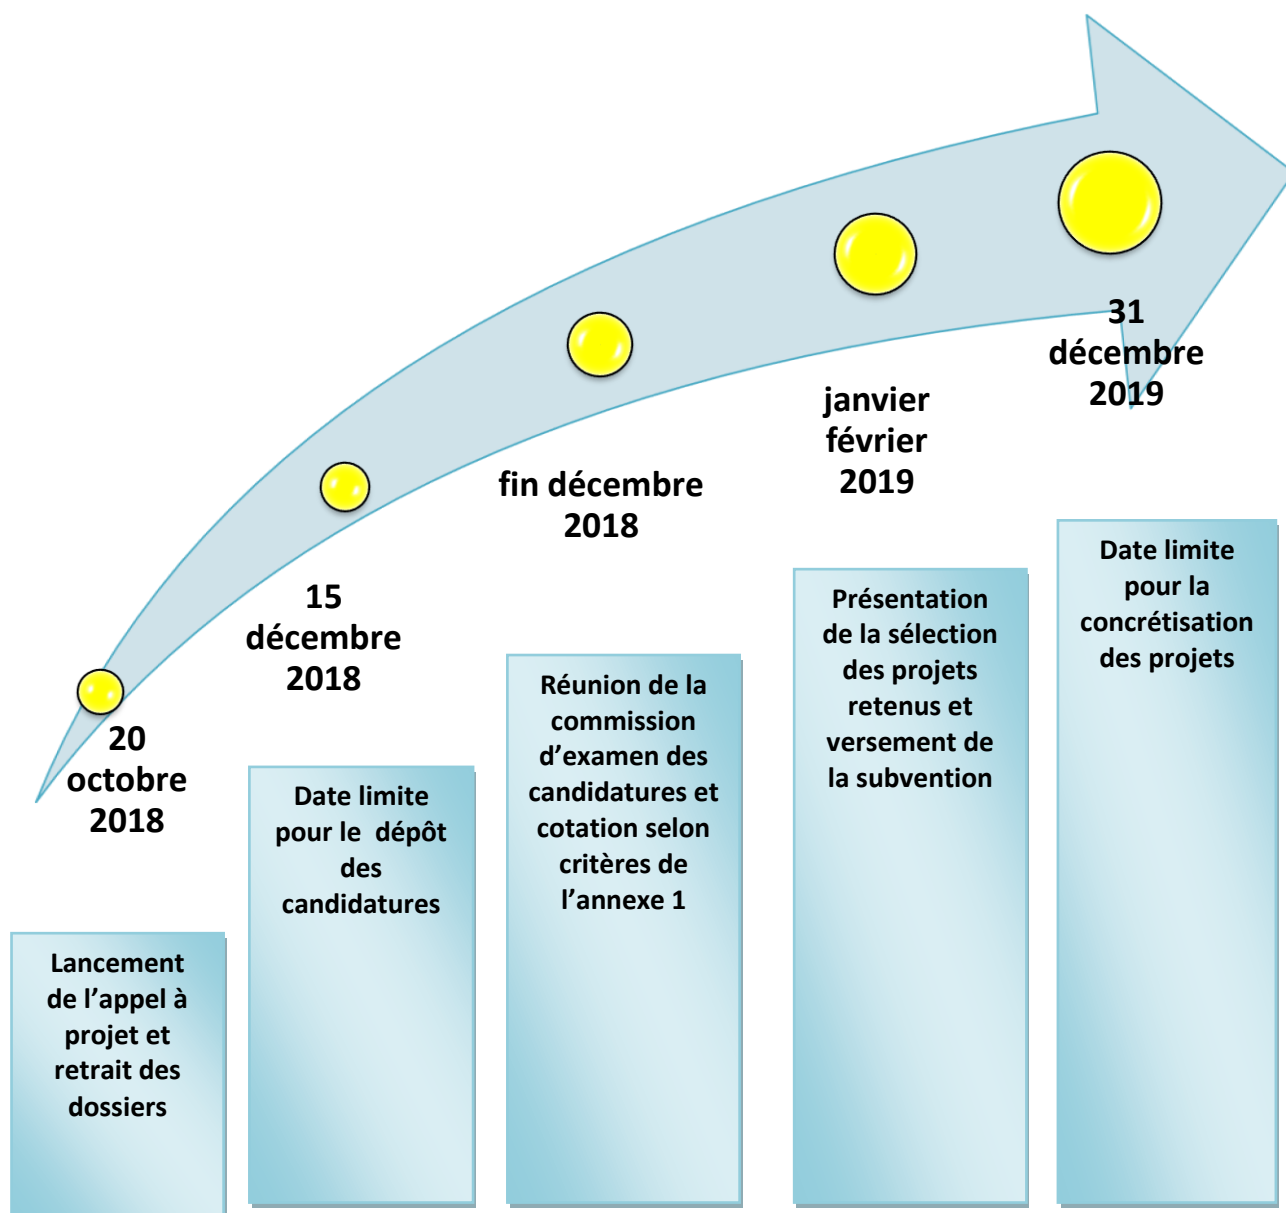 20
octobre
2018
Lancement
de l’appel à
projet et
retrait des
dossiers
15
décembre
2018
Date limite
pour le  dépôt
des
candidatures
fin décembre
2018
Réunion de la
commission
d’examen des
candidatures et
cotation selon
critères de
l’annexe 1
janvier
février
2019
Présentation
de la sélection
des projets
retenus et
versement de
la subvention
31
décembre
2019
Date limite
pour la
concrétisation
des projets